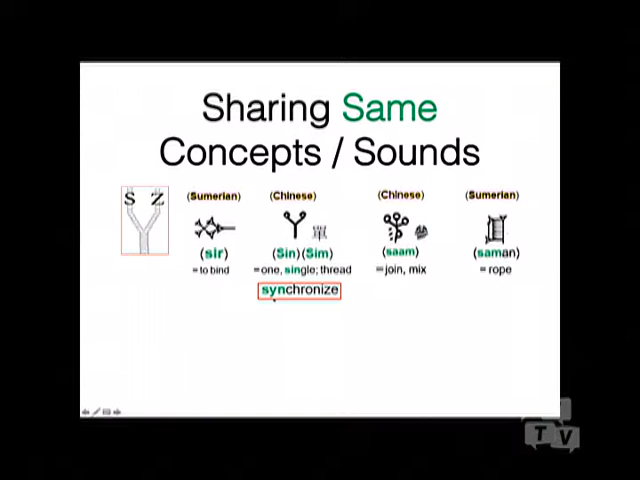 Sharing Same
Concepts / Sounds
S Z
(Sumerian) (Chinese) (Chinese) (Sumerian)
單
(sir) (Sin)(Sim) (saam) (saman)
= to bind =one, single; thread =join, mix = rope
synchronize
TV